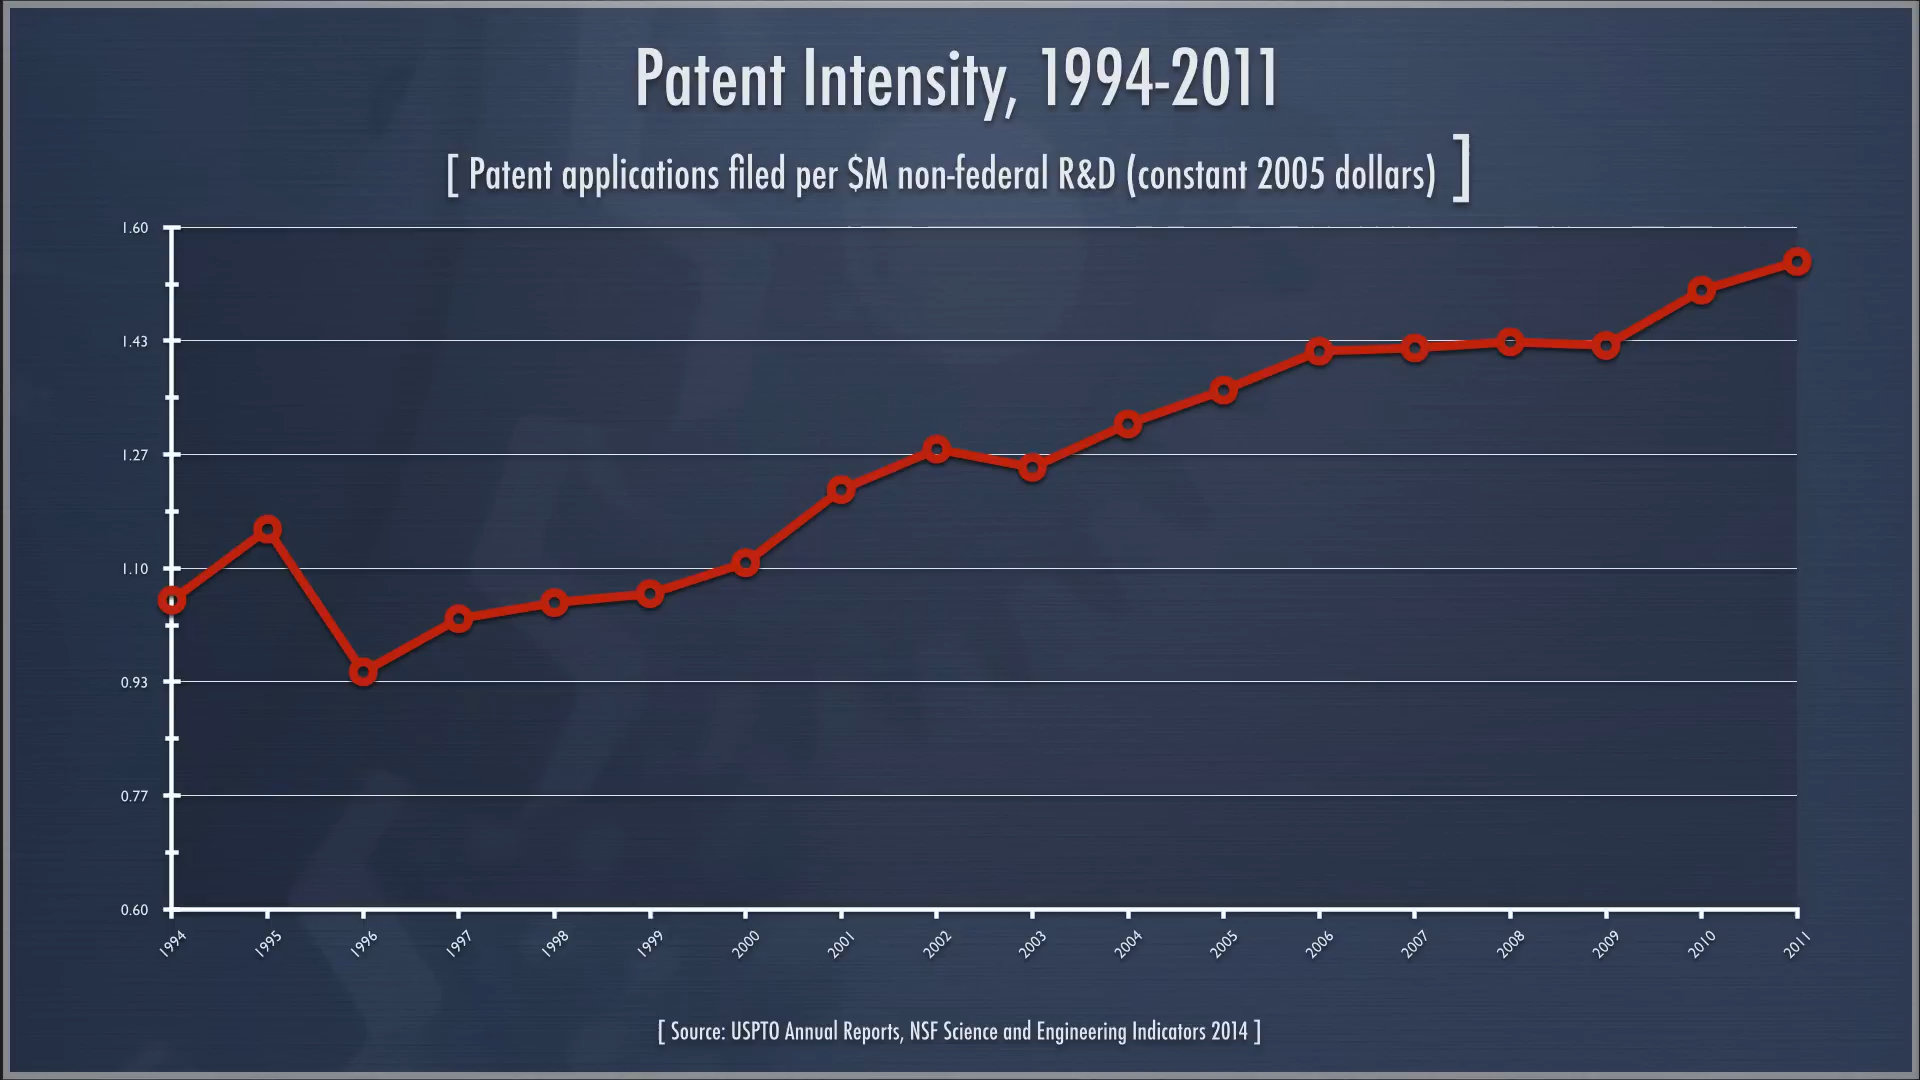 Patent Intensity, 1994-2011
[ Patent applications filed per $M non-federal R&D (constant 2005 dollars) ]
1.60
1.43
1.27
1.10
0.93
0.77
0.60
1994 1995 1996 1997 1998 1999 2000 2001 2002 2003 2004 2005 2006 2007 2008 2009 2010 2011
[ Source: USPTO Annual Reports, NSF Science and Engineering Indicators 2014 ]